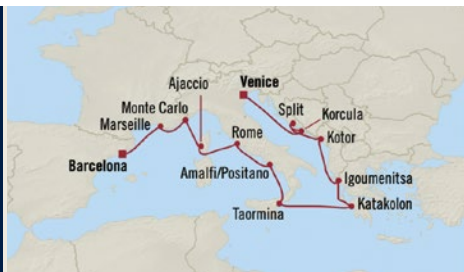 Ajaccio
Venice
Monte Carlo
Split
Korcula
Marseille
Rome
Kotor
Barcelona
Amalfi/Positano
Igoumenitsa
Taormina
Katakolon